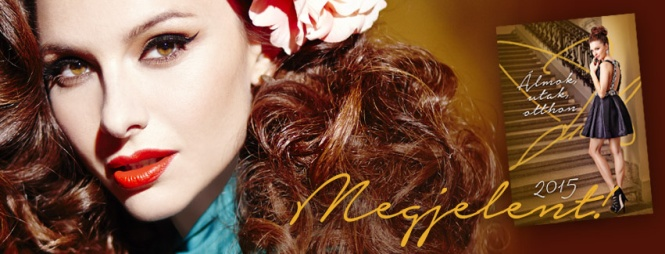 Álmok,
utak,
otthon
2015
Megjelent!